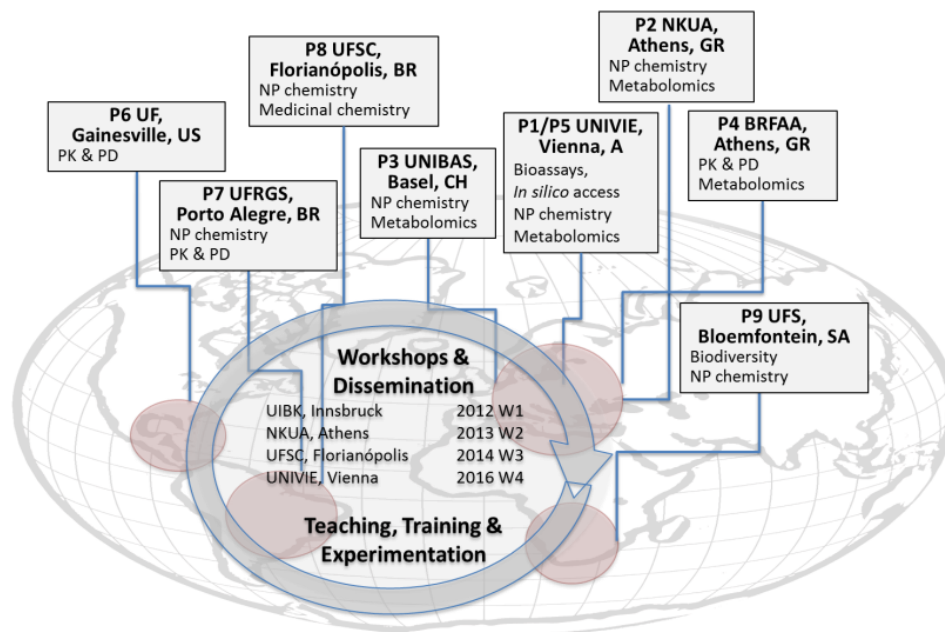 P8 UFSC,
Florianópolis, BR
NP chemistry
Medicinal chemistry
P2 NKUA,
Athens, GR
NP chemistry
Metabolomics
P6 UF,
Gainesville, US
PK & PD
P3 UNIBAS,
Basel, CH
NP chemistry
Metabolomics
P1/P5 UNIVIE,
Vienna, A
Bioassays,
In silico access
NP chemistry
Metabolomics
P4 BRFAA,
Athens, GR
PK & PD
Metabolomics
P7 UFRGS,
Porto Alegre, BR
NP chemistry
PK & PD
P9 UFS,
Bloemfontein, SA
Biodiversity
NP chemistry
Workshops &
Dissemination
UIBK, Innsbruck 2012 W1
NKUA, Athens 2013 W2
UFSC, Florianópolis 2014 W3
UNIVIE, Vienna 2016 W4
Teaching, Training &
Experimentation